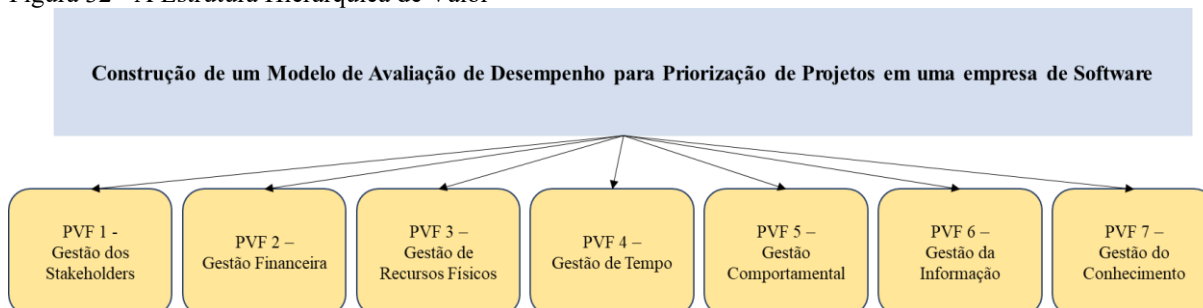 Figura 32 - A Estrutura Hierárquica de Valor
Construção de um Modelo de Avaliação de Desempenho para Priorização de Projetos em uma empresa de Software
PVF 1 -
Gestão dos
Stakeholders
PVF 2 –
Gestão Financeira
PVF 3 –
Gestão de
Recursos Físicos
PVF 4 –
Gestão de Tempo
PVF 5 –
Gestão
Comportamental
PVF 6 –
Gestão da
Informação
PVF 7 –
Gestão do
Conhecimento